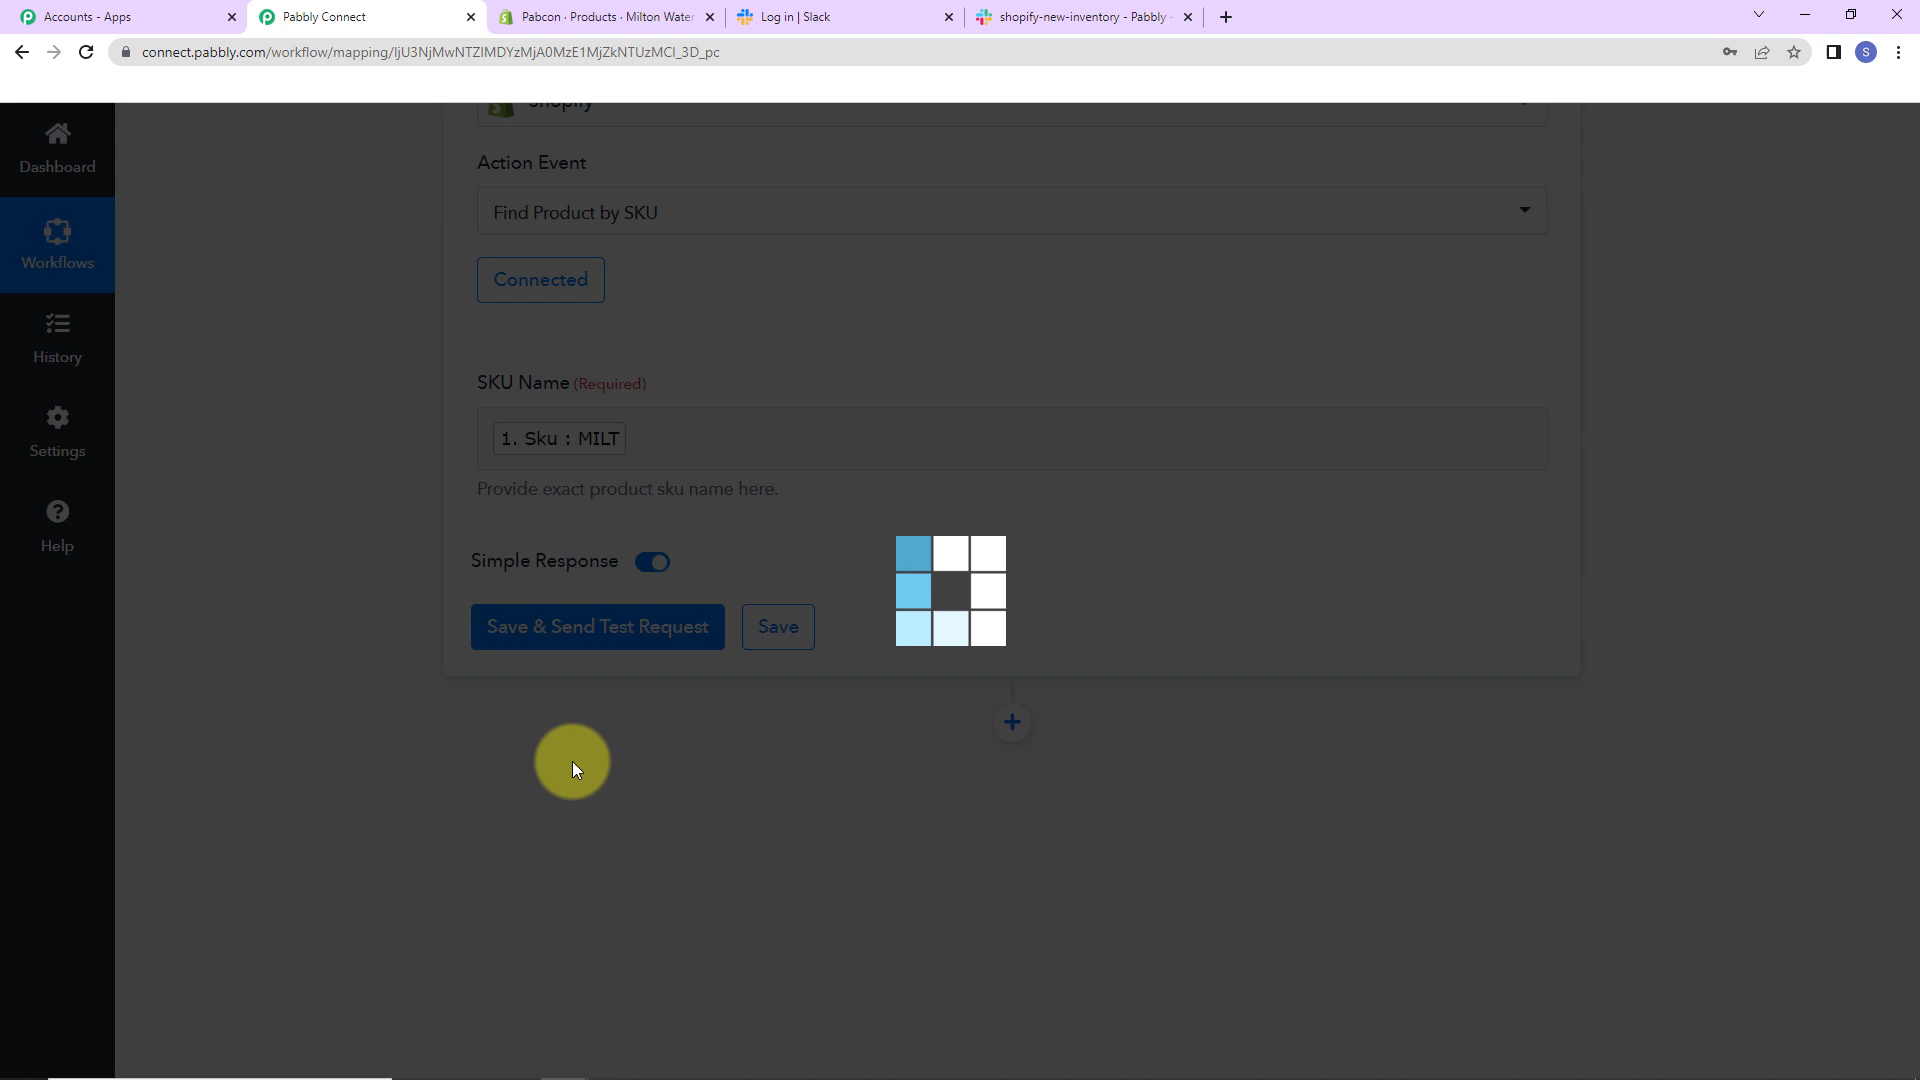 Accounts - Apps
Pabbly Connect
Pabcon · Products · Milton Water
Log in | Slack
shopify-new-inventory - Pabbly -
S
connect.pabbly.com/workflow/mapping/IjU3NjMwNTZlMDYzMjA0MzE1MjZkNTUzMCI_3D_pc
Shopify
Dashboard
Action Event
Find Product by SKU
Workflows
Connected
History
SKU Name (Required)
1. Sku : MILT
Settings
Provide exact product sku name here.
Help
Simple Response
Save & Send Test Request
Save